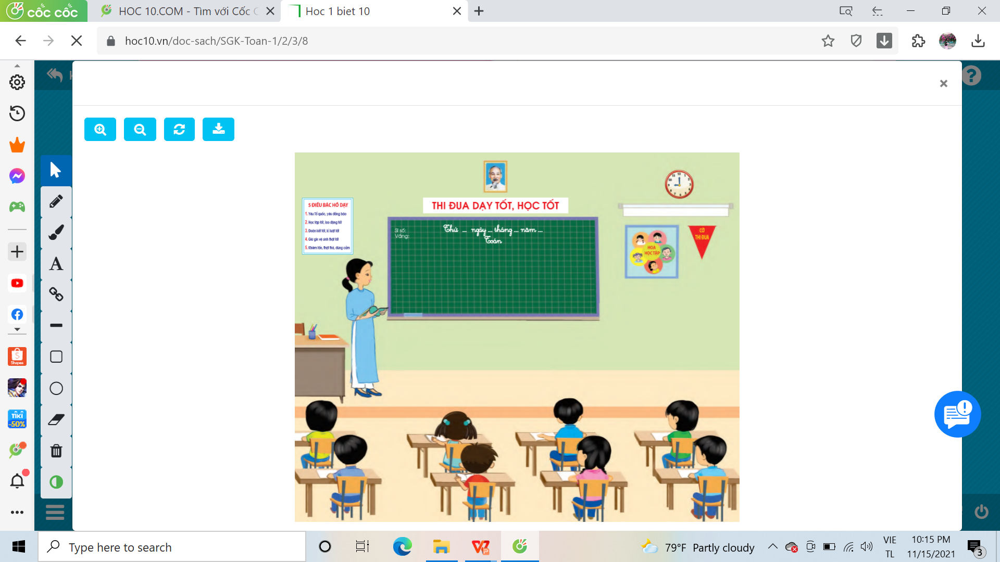 cốc cốc
HOC 10.COM - Tìm với Cốc C
Hoc 1 biet 10
hoc10.vn/doc-sach/SGK-Toan-1/2/3/8
THI ĐUA DẠY TỐT, HỌC TỐT
5 ĐIỀU BÁC HỒ DẠY
1. Yêu Tổ quốc, yêu đồng bào
2. Học tập tốt, lao động tốt
3. Đoàn kết tốt, kỉ luật tốt
4. Giữ gìn vệ sinh thật tốt
5. Khiêm tốn, thật thà, dũng cảm
Sĩ số:
Vắng:
Thứ ... ngày ... tháng ... năm ...
Toán
HOA
HỌC TẬP
CỜ
THI ĐUA
A
Shopee
TIKI
-50%
Type here to search
79°F Partly cloudy
VIE
TL
10:15 PM
11/15/2021
3